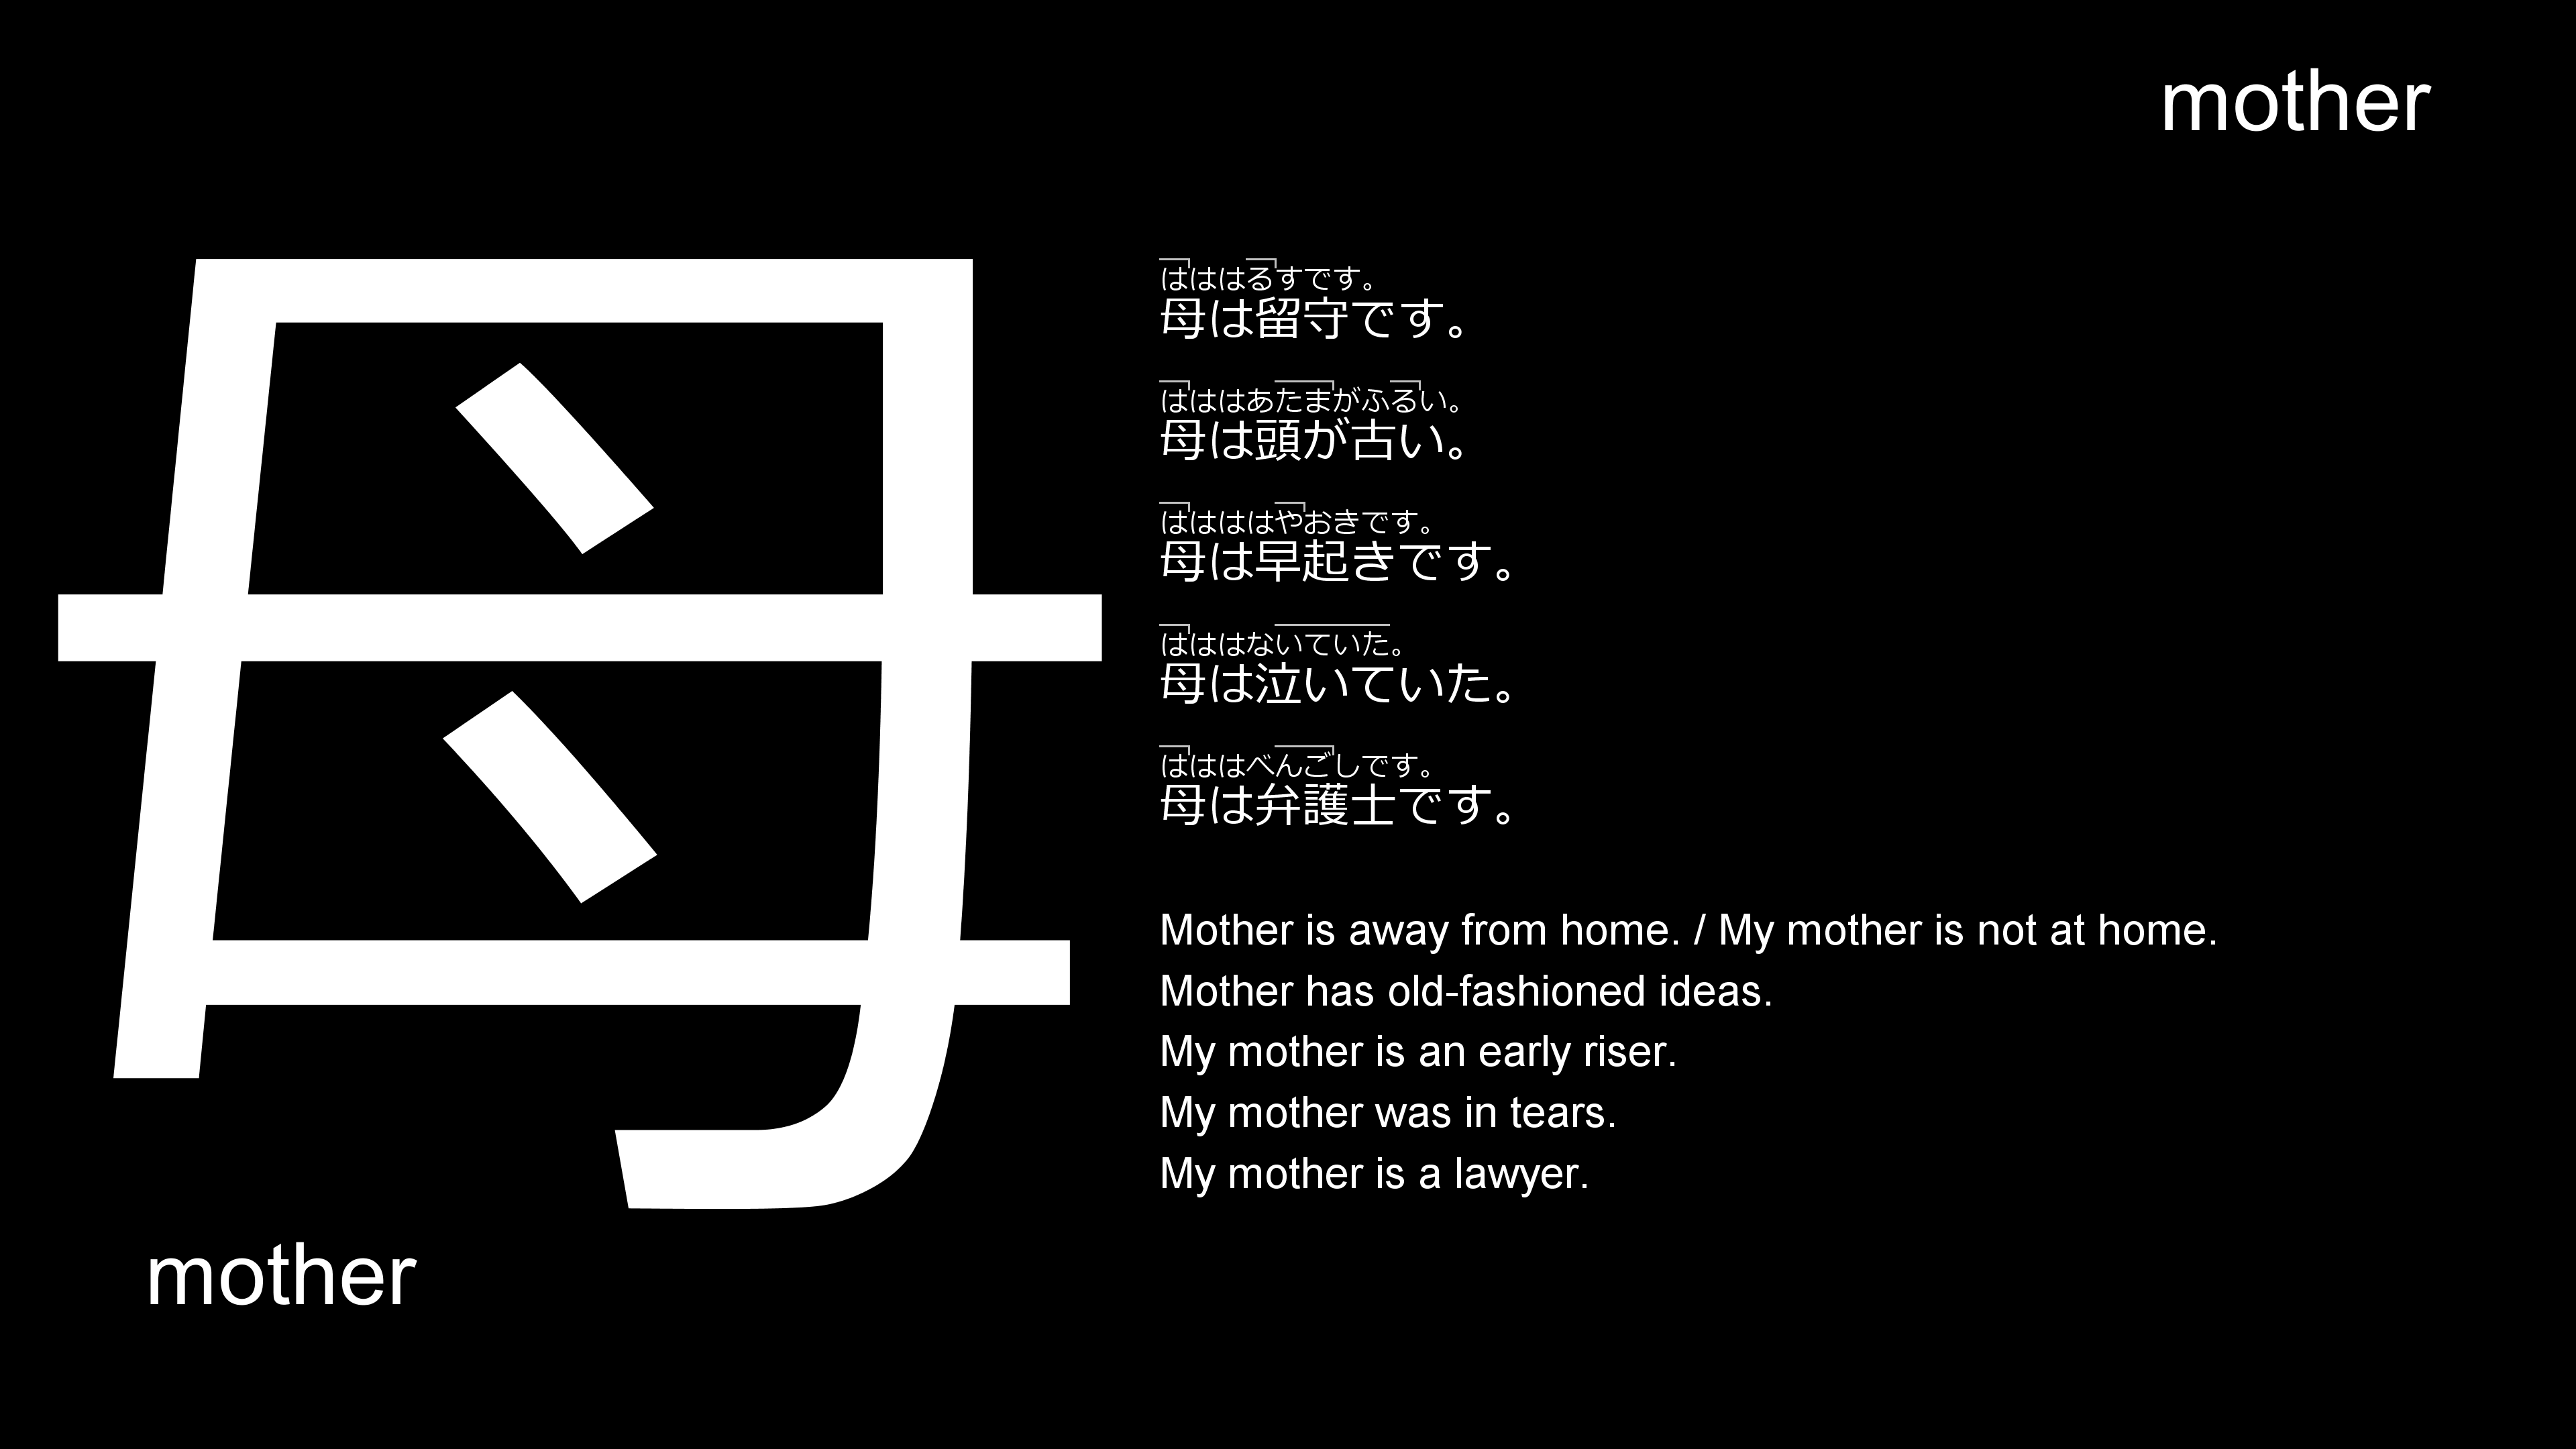 mother
母
はははるすです。
母は留守です。
ははあたまがふるい。
母は頭が古い。
はははははやおきです。
母は早起きです。
はははないていた。
母は泣いていた。
はははべんごしです。
母は弁護士です。
Mother is away from home. / My mother is not at home.
Mother has old-fashioned ideas.
My mother is an early riser.
My mother was in tears.
My mother is a lawyer.
mother